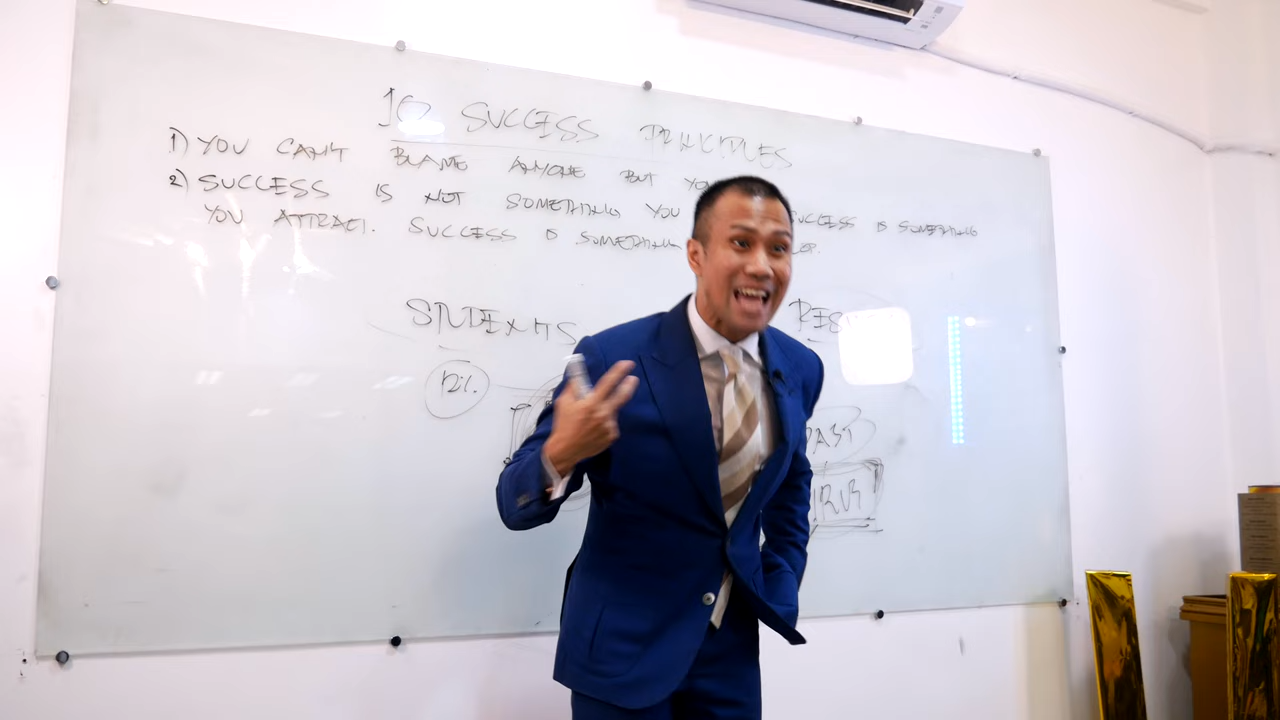 10 SUCCESS PRINCIPLES
1) YOU CAN'T BLAME ANYONE BUT
2) SUCCESS IS NOT SOMETHING YOU SUCCESS IS SOMETHING
YOU ATTRACT. SUCCESS IS SOMETHING
STUDENTS
PAST